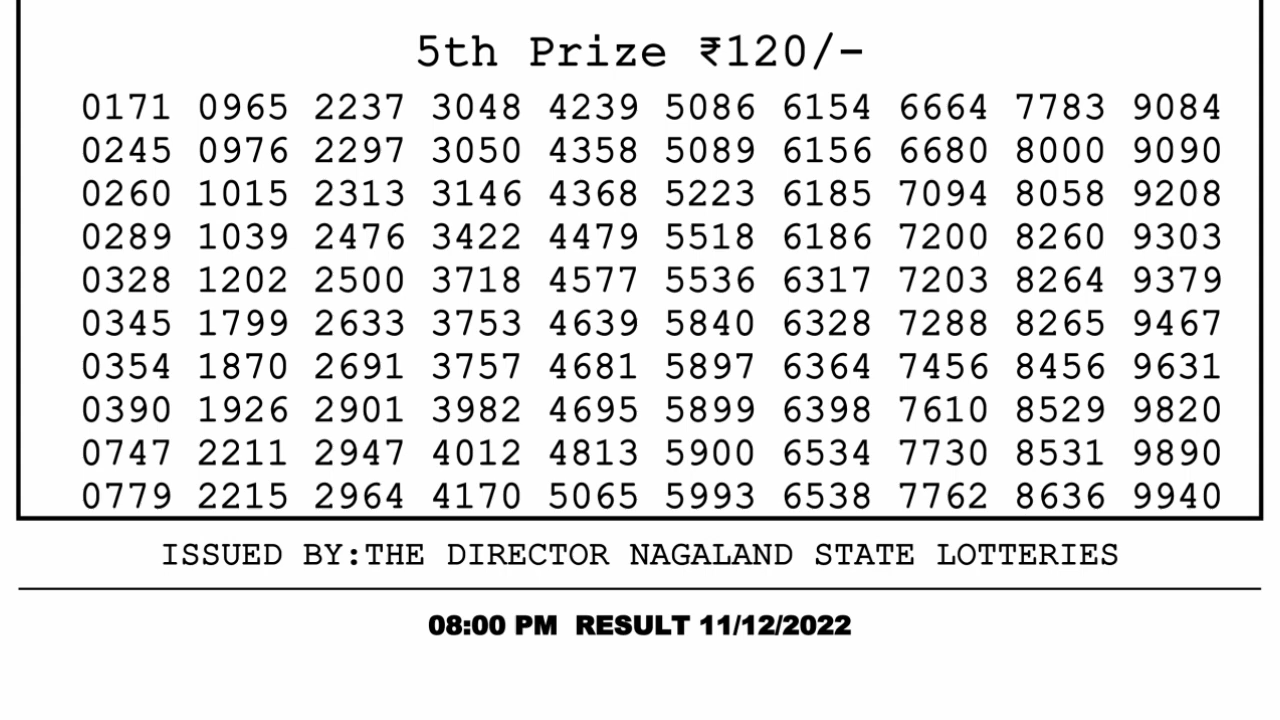 5th Prize ₹120/-
0171 0965 2237 3048 4239 5086 6154 6664 7783 9084
0245 0976 2297 3050 4358 5089 6156 6680 8000 9090
0260 1015 2313 3146 4368 5223 6185 7094 8058 9208
0289 1039 2476 3422 4479 5518 6186 7200 8260 9303
0328 1202 2500 3718 4577 5536 6317 7203 8264 9379
0345 1799 2633 3753 4639 5840 6328 7288 8265 9467
0354 1870 2691 3757 4681 5897 6364 7456 8456 9631
0390 1926 2901 3982 4695 5899 6398 7610 8529 9820
0747 2211 2947 4012 4813 5900 6534 7730 8531 9890
0779 2215 2964 4170 5065 5993 6538 7762 8636 9940
ISSUED BY:THE DIRECTOR NAGALAND STATE LOTTERIES
08:00 PM RESULT 11/12/2022